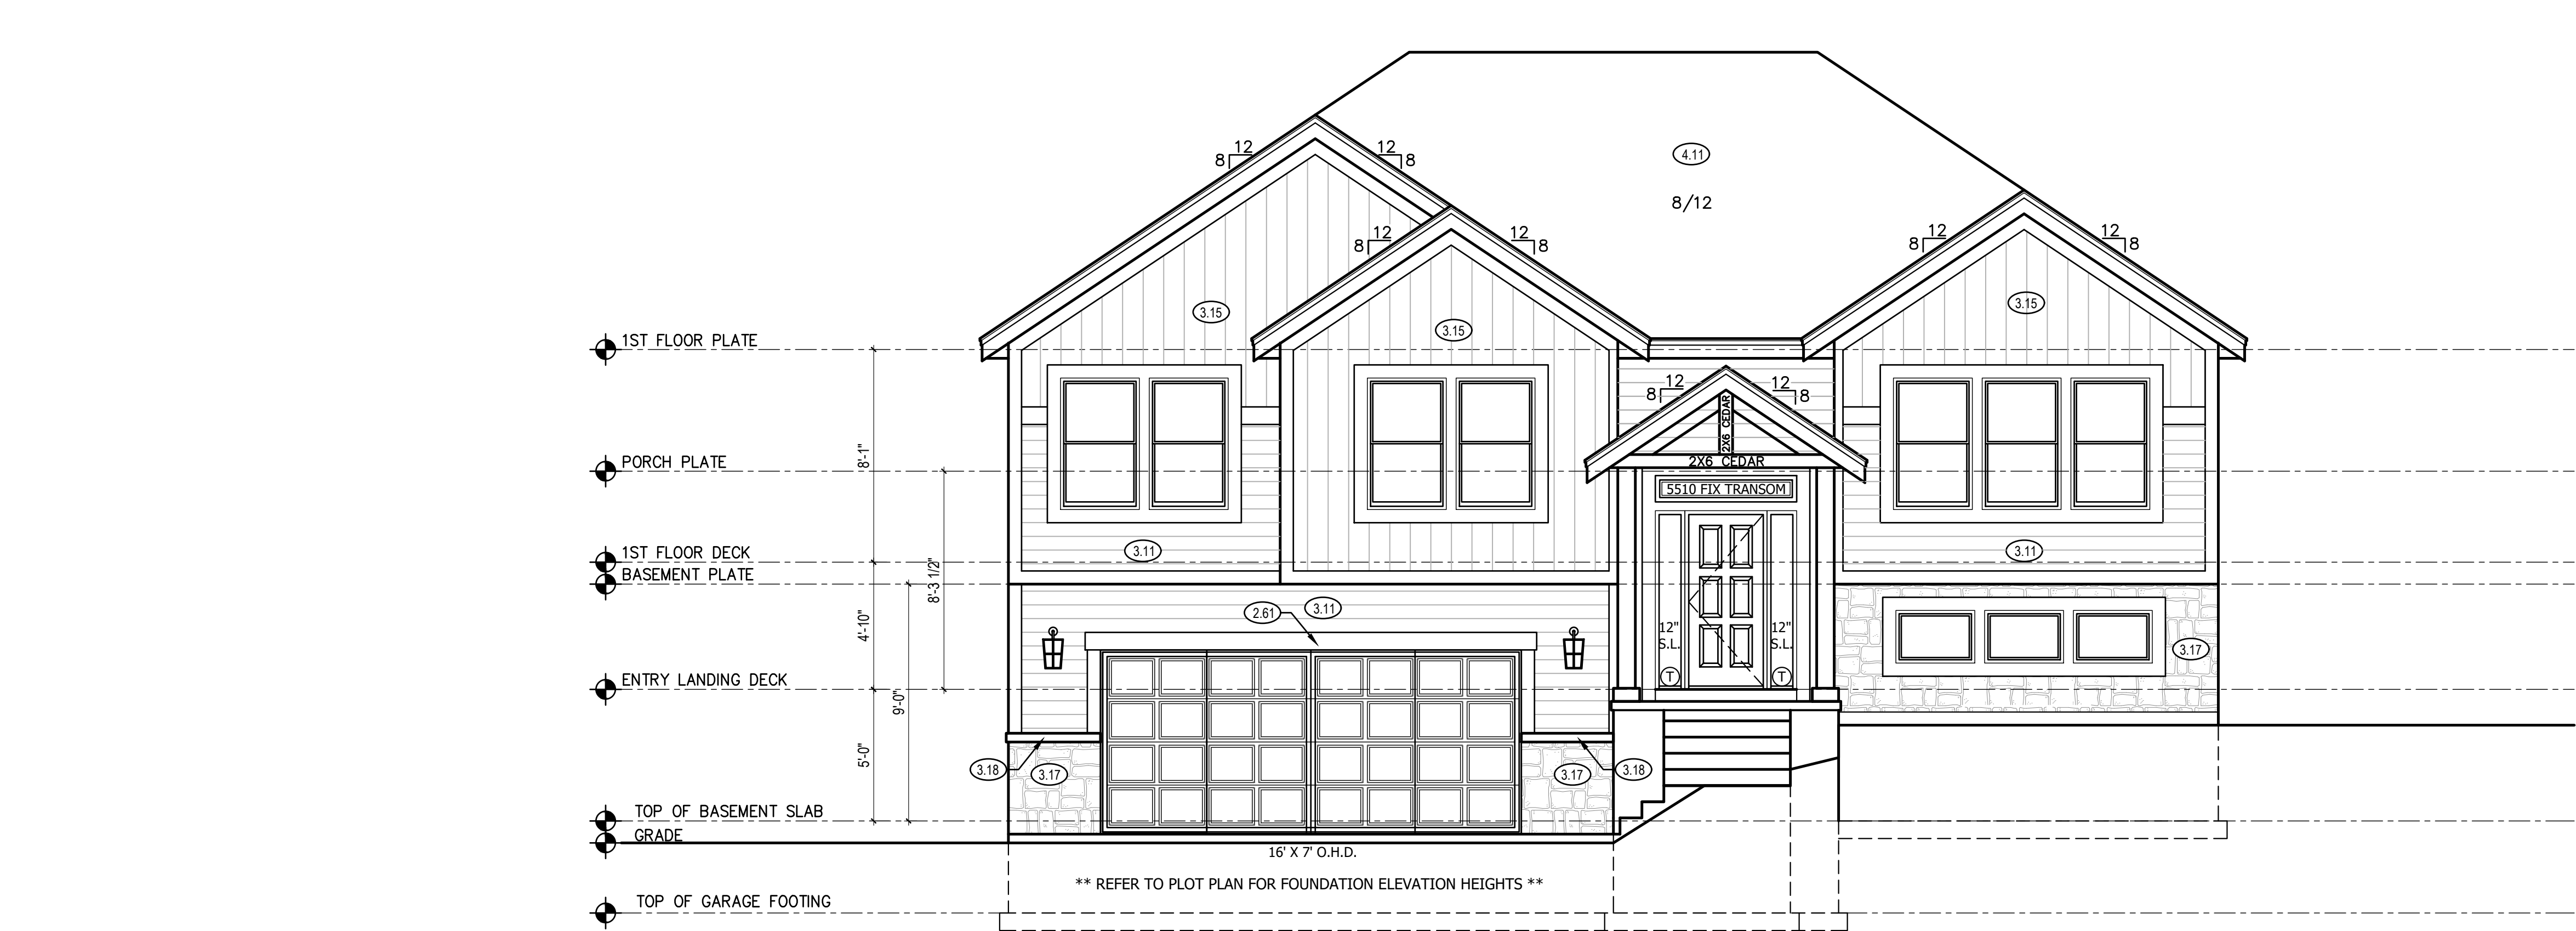 12
8
12
8
4.11
8/12
12
8
12
8
12
8
12
8
3.15
3.15
3.15
1ST FLOOR PLATE
12
8
12
8
2X6 CEDAR
8'-1"
PORCH PLATE
2X6 CEDAR
5510 FIX TRANSOM
1ST FLOOR DECK
3.11
3.11
BASEMENT PLATE
8'-3 1/2"
2.61
3.11
4'-10"
12"
S.L.
12"
S.L.
3.17
ENTRY LANDING DECK
T
T
9'-0"
5'-0"
3.18
3.17
3.17
3.18
TOP OF BASEMENT SLAB
GRADE
16' X 7' O.H.D.
** REFER TO PLOT PLAN FOR FOUNDATION ELEVATION HEIGHTS **
TOP OF GARAGE FOOTING